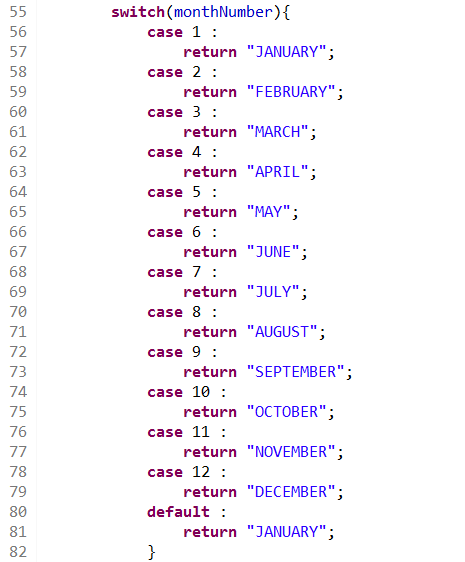 55 switch(monthNumber){
56 case 1 :
57 return "JANUARY";
58 case 2 :
59 return "FEBRUARY";
60 case 3 :
61 return "MARCH";
62 case 4 :
63 return "APRIL";
64 case 5 :
65 return "MAY";
66 case 6 :
67 return "JUNE";
68 case 7 :
69 return "JULY";
70 case 8 :
71 return "AUGUST";
72 case 9 :
73 return "SEPTEMBER";
74 case 10 :
75 return "OCTOBER";
76 case 11 :
77 return "NOVEMBER";
78 case 12 :
79 return "DECEMBER";
80 default :
81 return "JANUARY";
82 }